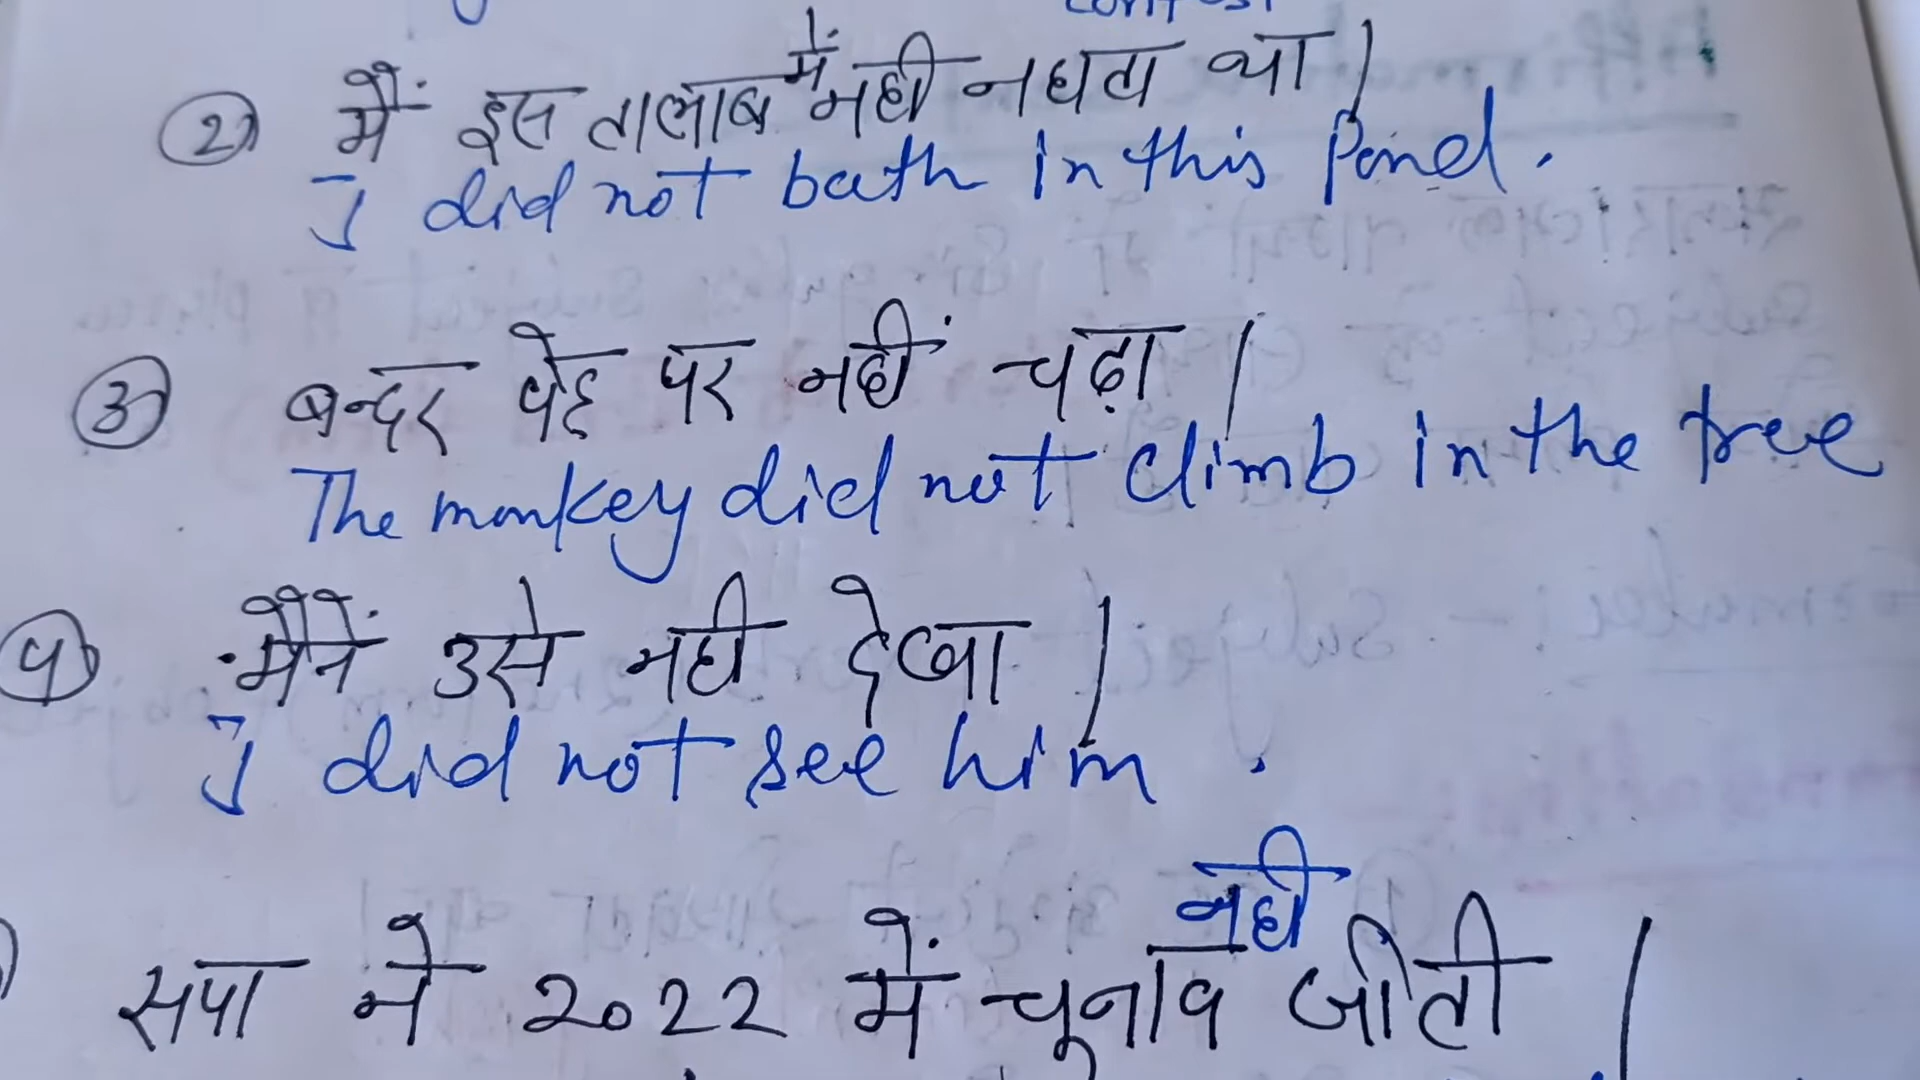 ② मैं इस तालाब में नही नहाता था।
I did not bath in this Pond.
③ बन्दर पेड़ पर नहीं चढ़ा।
The monkey did not climb in the tree
④ मैंनें उसे नही देखा।
I did not see him.
नही
सपा ने 2022 में चुनाव जीती।